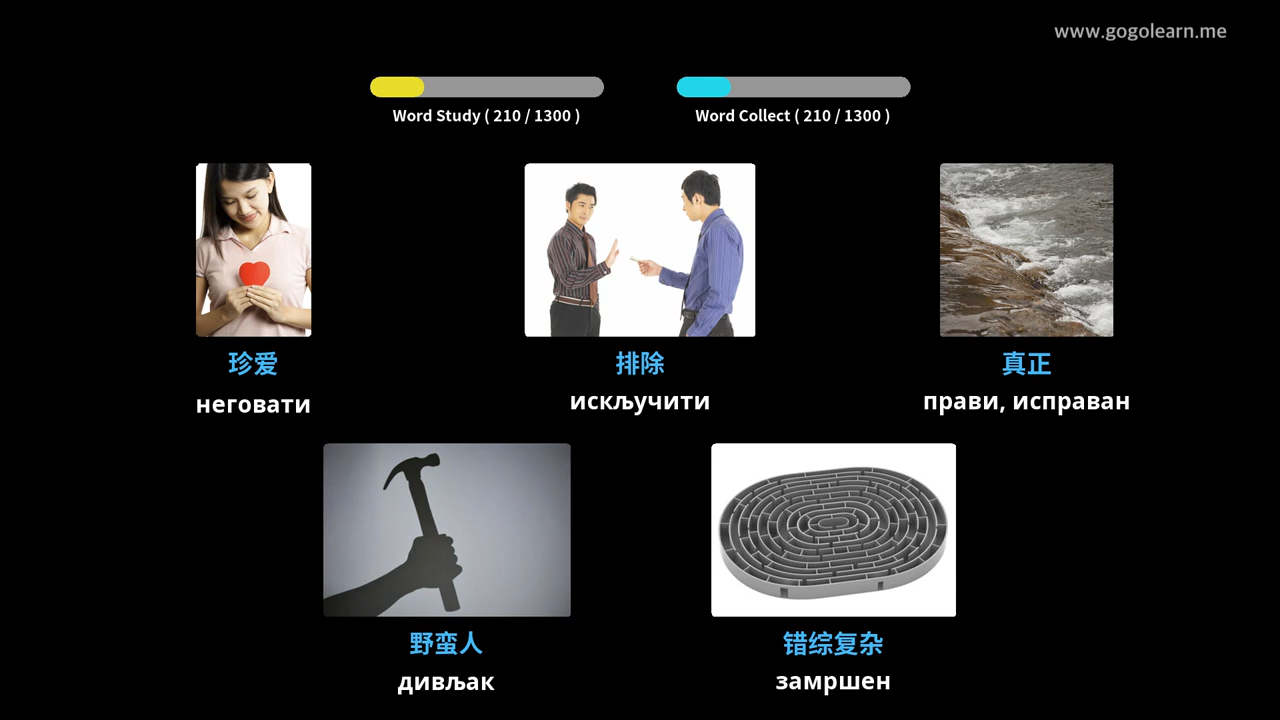 www.gogolearn.me
Word Study ( 210 / 1300 )
Word Collect ( 210 / 1300 )
珍爱
неговати
排除
искључити
真正
прави, исправан
野蛮人
дивљак
错综复杂
замршен